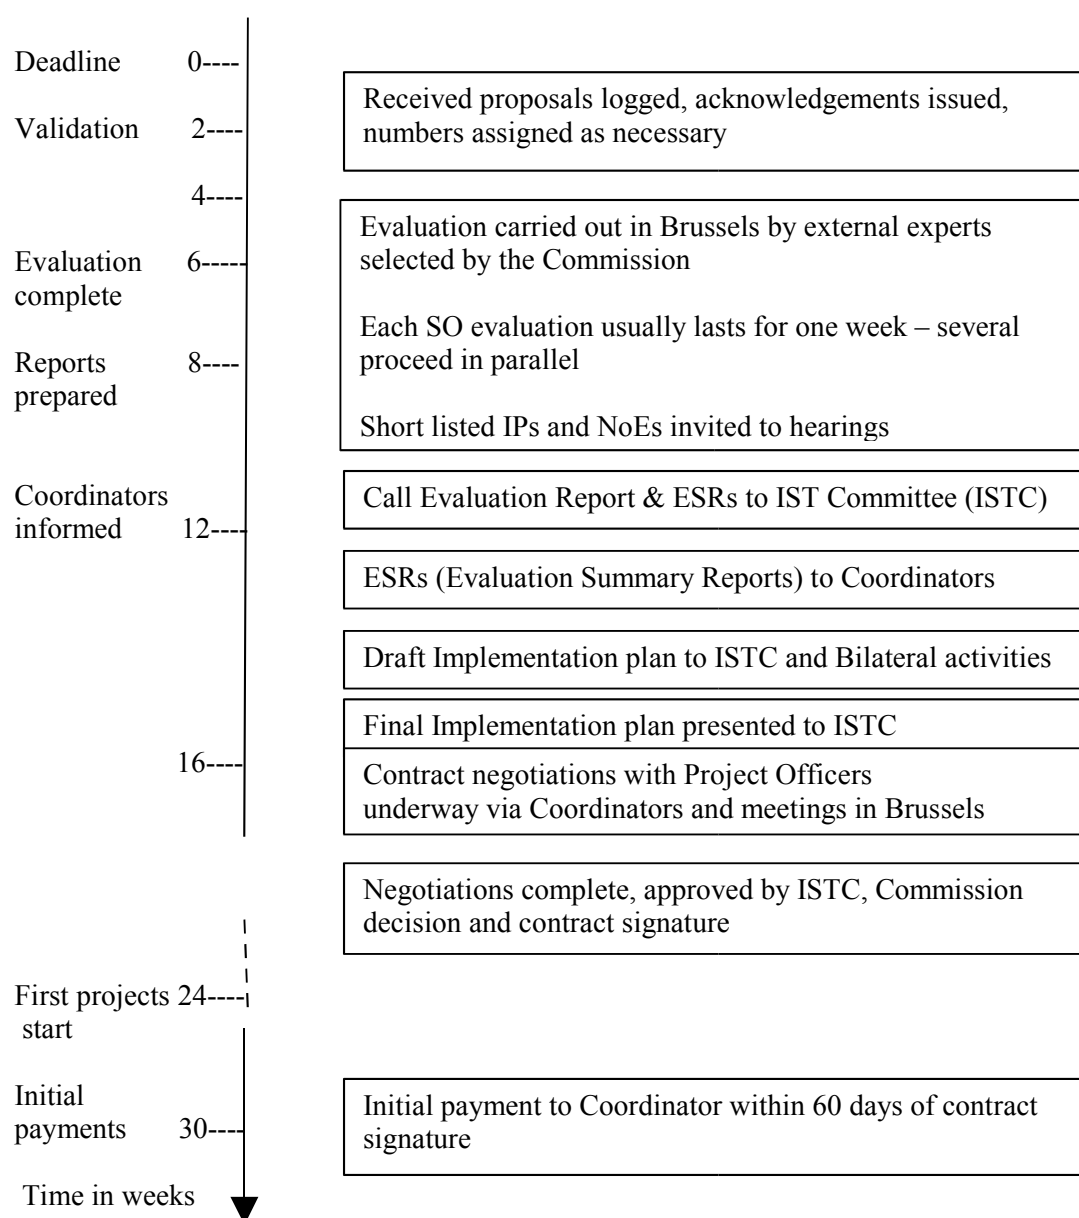 Deadline 0----
Received proposals logged, acknowledgements issued,
Validation 2----
numbers assigned as necessary
4----
Evaluation carried out in Brussels by external experts
selected by the Commission
Evaluation 6-----
complete
Each SO evaluation usually lasts for one week – several
proceed in parallel
Reports 8----
prepared
Short listed IPs and NoEs invited to hearings
Coordinators
informed 12----
Call Evaluation Report & ESRs to IST Committee (ISTC)
ESRs (Evaluation Summary Reports) to Coordinators
Draft Implementation plan to ISTC and Bilateral activities
Final Implementation plan presented to ISTC
16----
Contract negotiations with Project Officers
underway via Coordinators and meetings in Brussels
Negotiations complete, approved by ISTC, Commission
decision and contract signature
First projects 24----
start
Initial
payments 30----
Initial payment to Coordinator within 60 days of contract
signature
Time in weeks